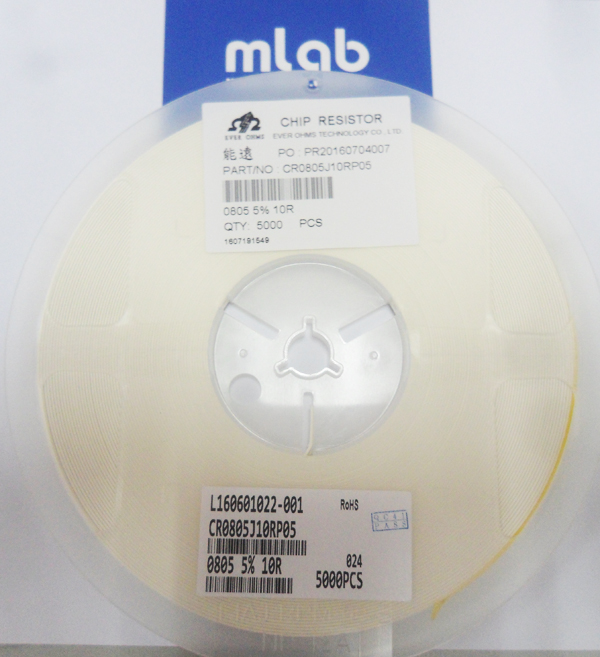 mlab
CHIP RESISTOR
EVER OHMS
EVER OHMS TECHNOLOGY CO., LTD
能遠 PO : PR20160704007
PART/NO : CR0805J10RP05
0805 5% 10R
QTY: 5000 PCS
1607191549
L160601022-001 RoHS
CR0805J10RP05
0805 5% 10R 024
5000PCS